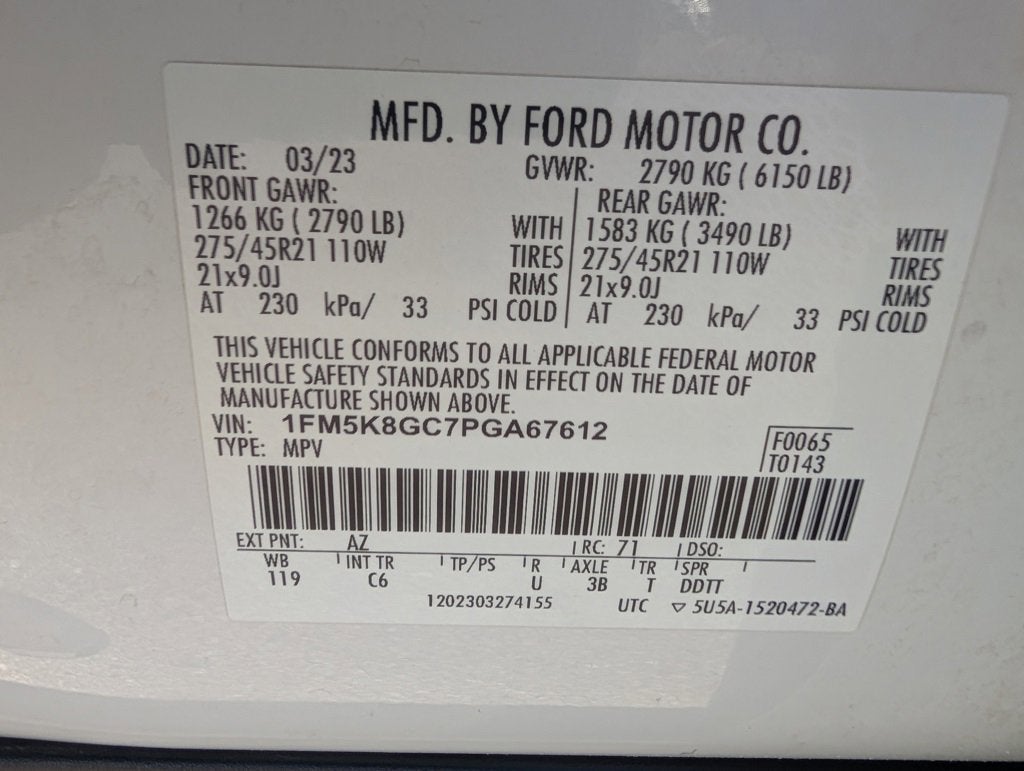 MFD. BY FORD MOTOR CO.
DATE: 03/23 GVWR: 2790 KG ( 6150 LB)
FRONT GAWR: REAR GAWR:
1266 KG ( 2790 LB) WITH 1583 KG ( 3490 LB) WITH
275/45R21 110W TIRES 275/45R21 110W TIRES
21x9.0J RIMS 21x9.0J RIMS
AT 230 kPa/ 33 PSI COLD AT 230 kPa/ 33 PSI COLD
THIS VEHICLE CONFORMS TO ALL APPLICABLE FEDERAL MOTOR
VEHICLE SAFETY STANDARDS IN EFFECT ON THE DATE OF
MANUFACTURE SHOWN ABOVE.
VIN: 1FM5K8GC7PGA67612 F0065
TYPE: MPV T0143
EXT PNT: AZ RC: 71 DSO:
WB INT TR TP/PS R AXLE TR SPR
119 C6 U 3B T DDTT
1202303274155 UTC ▽ 5U5A-1520472-BA